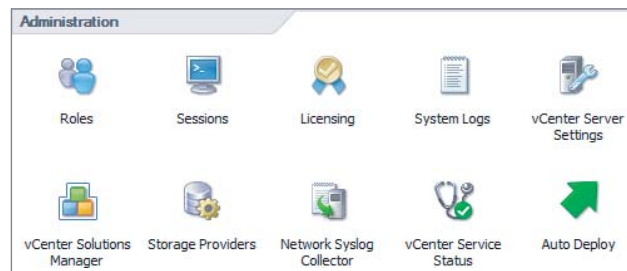 Administration
Roles
Sessions
Licensing
System Logs
vCenter Server
Settings
vCenter Solutions
Manager
Storage Providers
Network Syslog
Collector
vCenter Service
Status
Auto Deploy